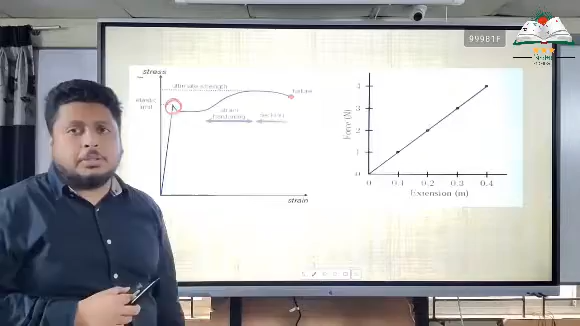 99981F
stress
ultimate strength
failure
elastic
limit
strain
hardening
necking
strain
Force (N)
4
3
2
1
0
0
0.1
0.2
0.3
0.4
Extension (m)